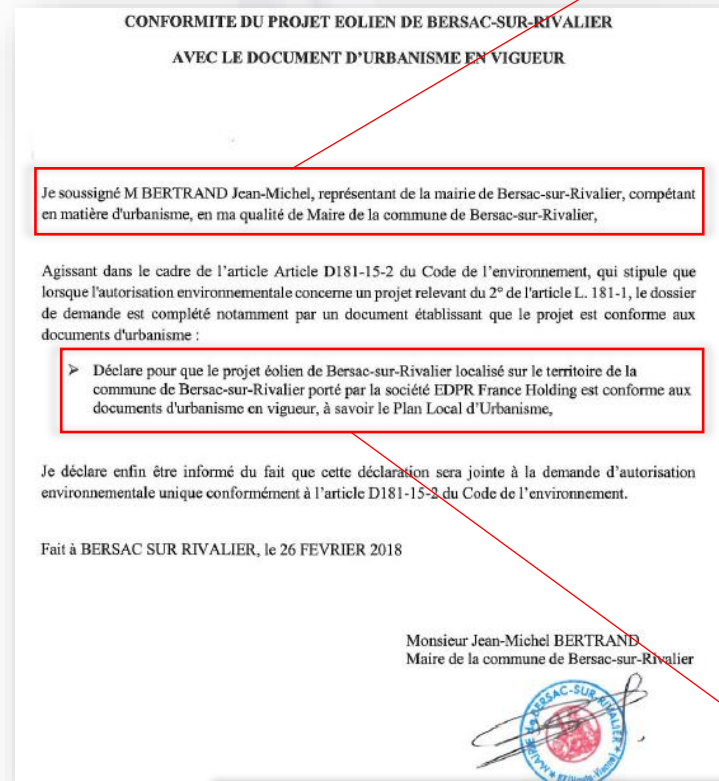 CONFORMITE DU PROJET EOLIEN DE BERSAC-SUR-RIVALIER
AVEC LE DOCUMENT D'URBANISME EN VIGUEUR
Je soussigné M BERTRAND Jean-Michel, représentant de la mairie de Bersac-sur-Rivalier, compétant
en matière d'urbanisme, en ma qualité de Maire de la commune de Bersac-sur-Rivalier,
Agissant dans le cadre de l'article Article D181-15-2 du Code de l'environnement, qui stipule que
lorsque l'autorisation environnementale concerne un projet relevant du 2° de l'article L. 181-1, le dossier
de demande est complété notamment par un document établissant que le projet est conforme aux
documents d'urbanisme :
➢ Déclare pour que le projet éolien de Bersac-sur-Rivalier localisé sur le territoire de la
commune de Bersac-sur-Rivalier porté par la société EDPR France Holding est conforme aux
documents d'urbanisme en vigueur, à savoir le Plan Local d'Urbanisme,
Je déclare enfin être informé du fait que cette déclaration sera jointe à la demande d'autorisation
environnementale unique conformément à l'article D181-15-2 du Code de l'environnement.
Fait à BERSAC SUR RIVALIER, le 26 FEVRIER 2018
Monsieur Jean-Michel BERTRAND
Maire de la commune de Bersac-sur-Rivalier
MAIRIE de BERSAC-SUR-RIVALIER